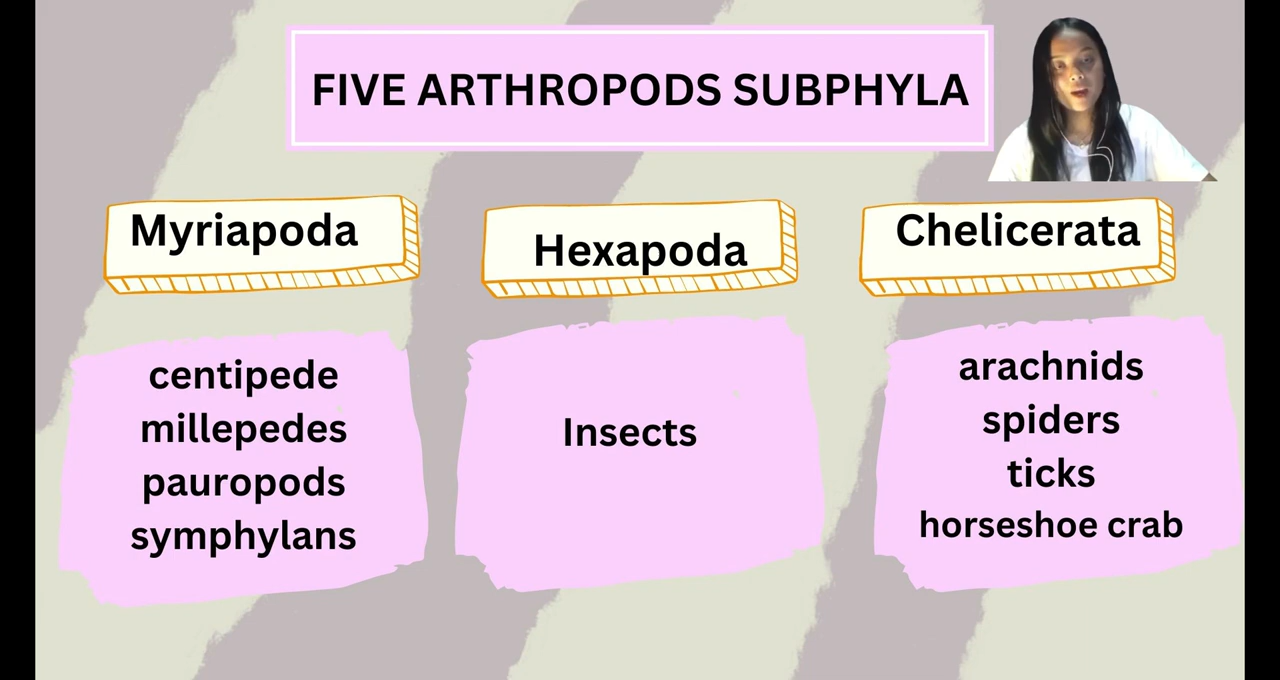 FIVE ARTHROPODS SUBPHYLA
Myriapoda
Hexapoda
Chelicerata
centipede
millepedes
pauropods
symphylans
Insects
arachnids
spiders
ticks
horseshoe crab